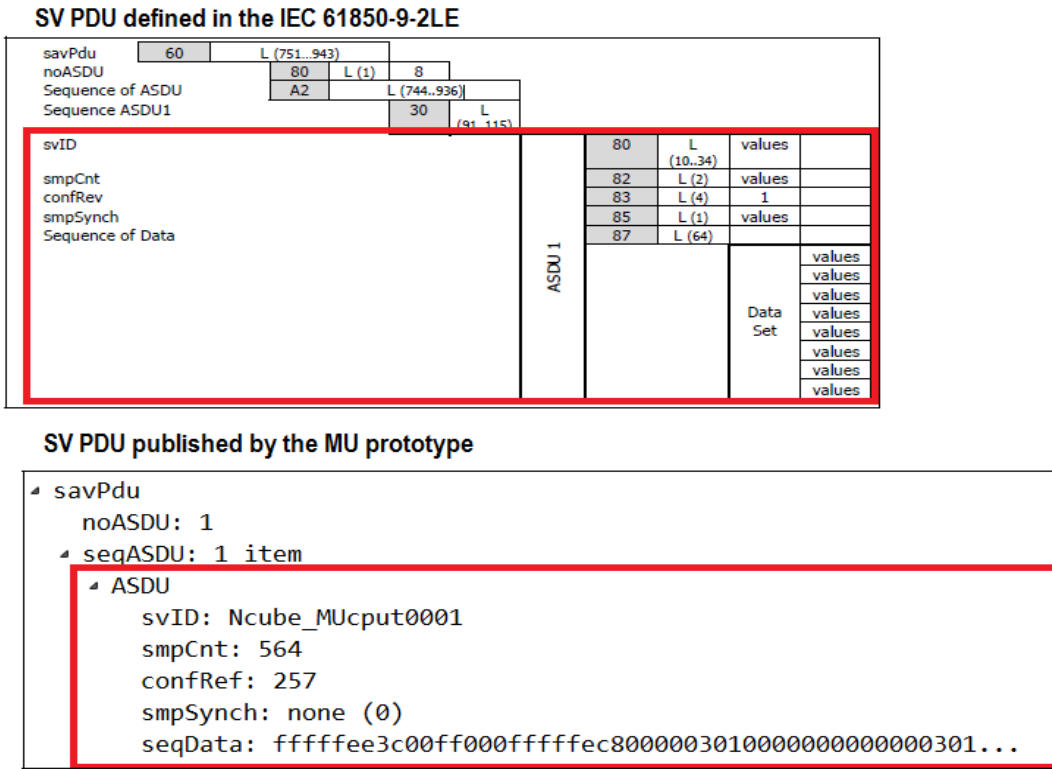 SV PDU defined in the IEC 61850-9-2LE
savPdu 60 L (751...943)
noASDU 80 L (1) 8
Sequence of ASDU A2 L (744..936)
Sequence ASDU1 30 L
(91..115)
svID 80 L values
(10..34)
smpCnt 82 L (2) values
confRev 83 L (4) 1
smpSynch 85 L (1) values
Sequence of Data 87 L (64)
ASDU 1
values
values
values
Data values
Set values
values
values
values
SV PDU published by the MU prototype
savPdu
noASDU: 1
seqASDU: 1 item
ASDU
svID: Ncube_MUcput0001
smpCnt: 564
confRef: 257
smpSynch: none (0)
seqData: fffffee3c00ff000fffffec8000003010000000000000301...